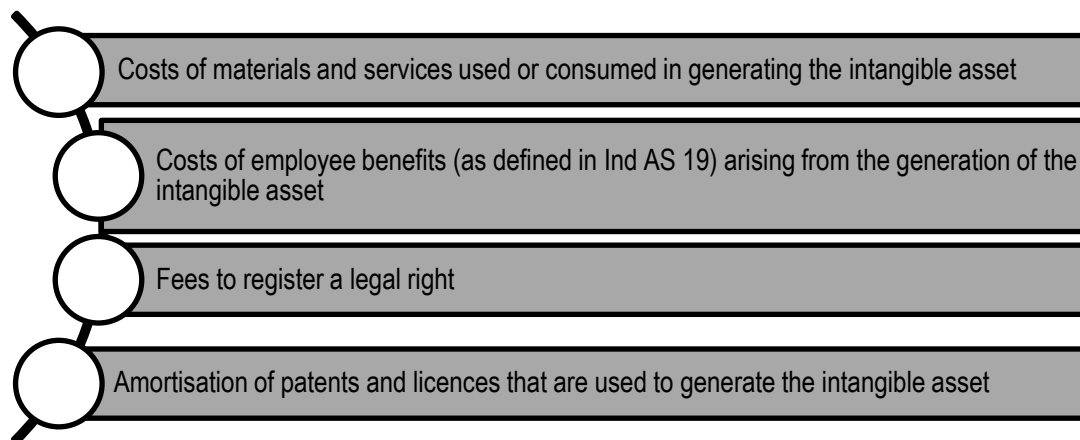 Costs of materials and services used or consumed in generating the intangible asset
Costs of employee benefits (as defined in Ind AS 19) arising from the generation of the
intangible asset
Fees to register a legal right
Amortisation of patents and licences that are used to generate the intangible asset